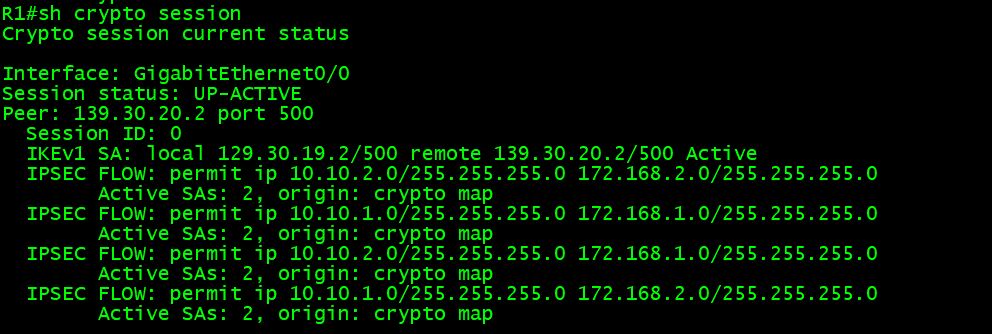 R1#sh crypto session
Crypto session current status

Interface: GigabitEthernet0/0
Session status: UP-ACTIVE
Peer: 139.30.20.2 port 500
  Session ID: 0
  IKEv1 SA: local 129.30.19.2/500 remote 139.30.20.2/500 Active
  IPSEC FLOW: permit ip 10.10.2.0/255.255.255.0 172.168.2.0/255.255.255.0
        Active SAs: 2, origin: crypto map
  IPSEC FLOW: permit ip 10.10.1.0/255.255.255.0 172.168.1.0/255.255.255.0
        Active SAs: 2, origin: crypto map
  IPSEC FLOW: permit ip 10.10.2.0/255.255.255.0 172.168.1.0/255.255.255.0
        Active SAs: 2, origin: crypto map
  IPSEC FLOW: permit ip 10.10.1.0/255.255.255.0 172.168.2.0/255.255.255.0
        Active SAs: 2, origin: crypto map